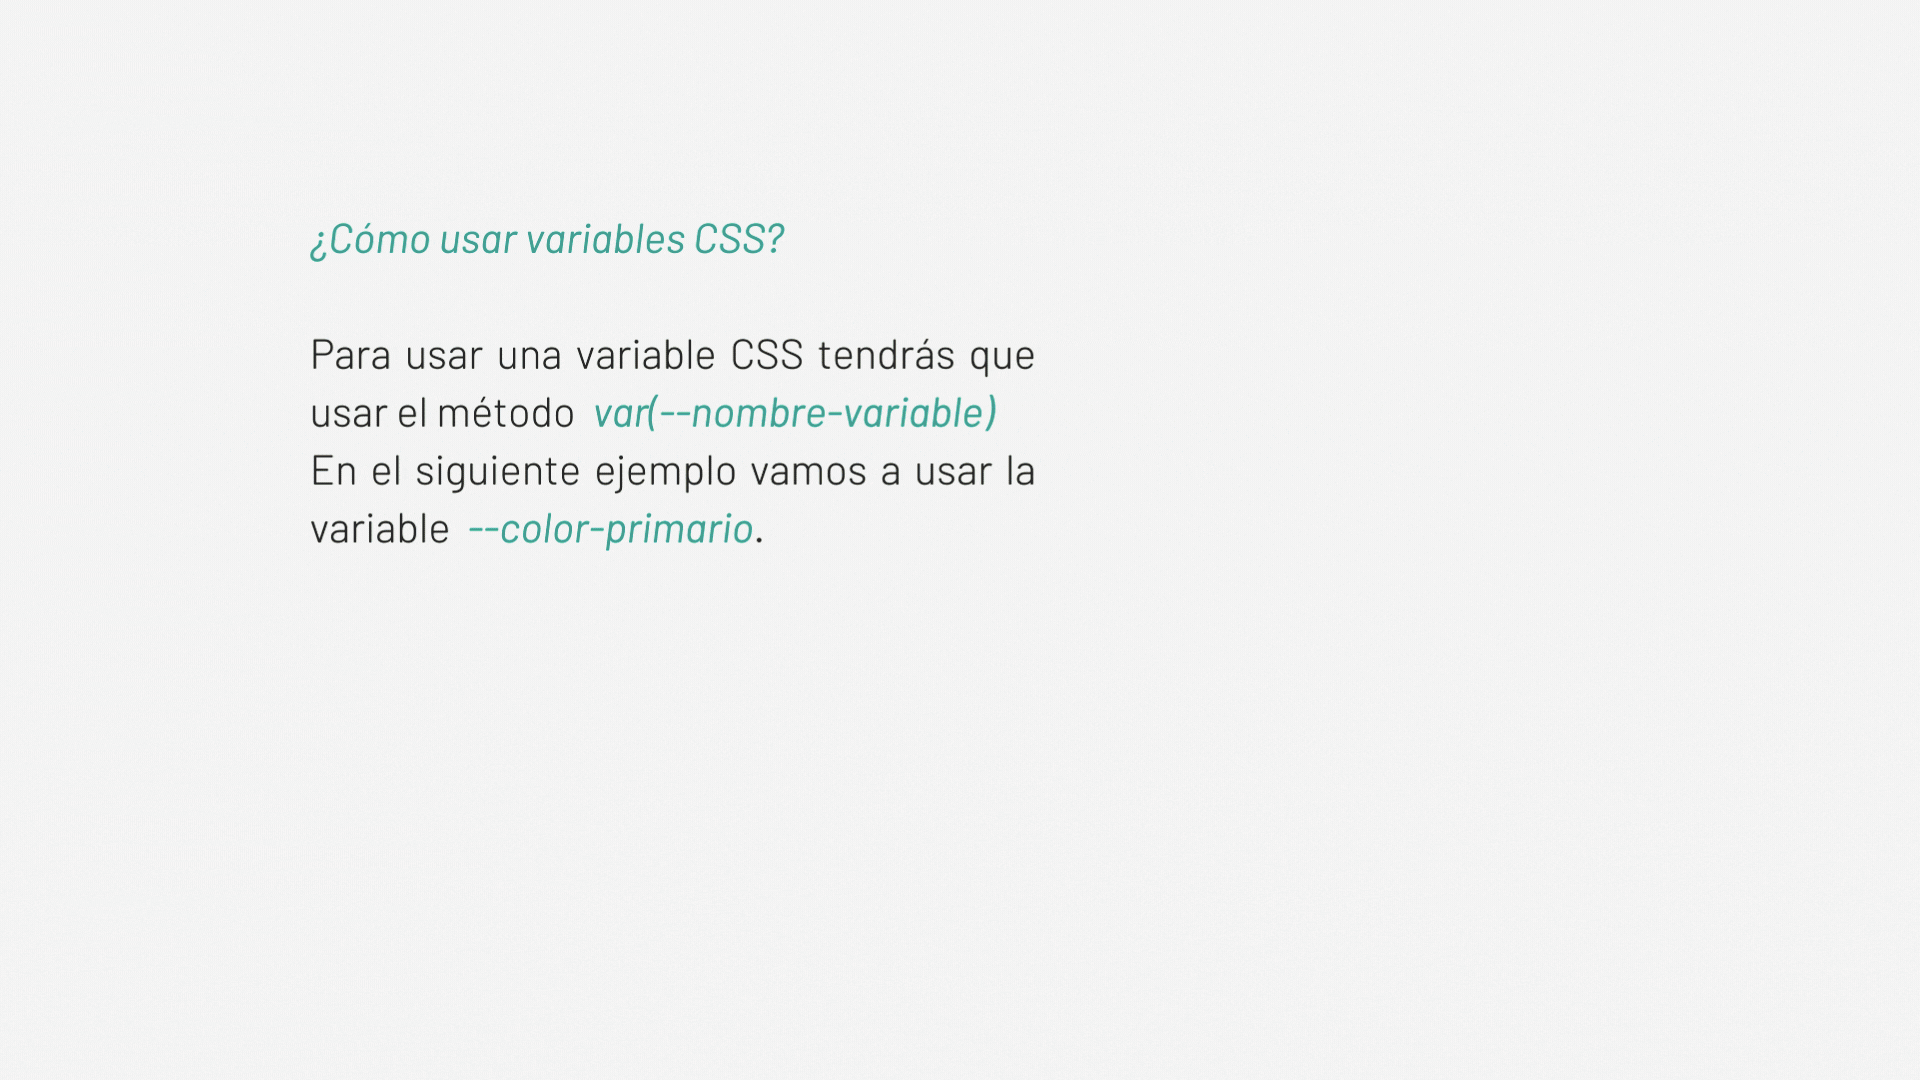 ¿Cómo usar variables CSS?
Para usar una variable CSS tendrás que
usar el método var(--nombre-variable)
En el siguiente ejemplo vamos a usar la
variable --color-primario.